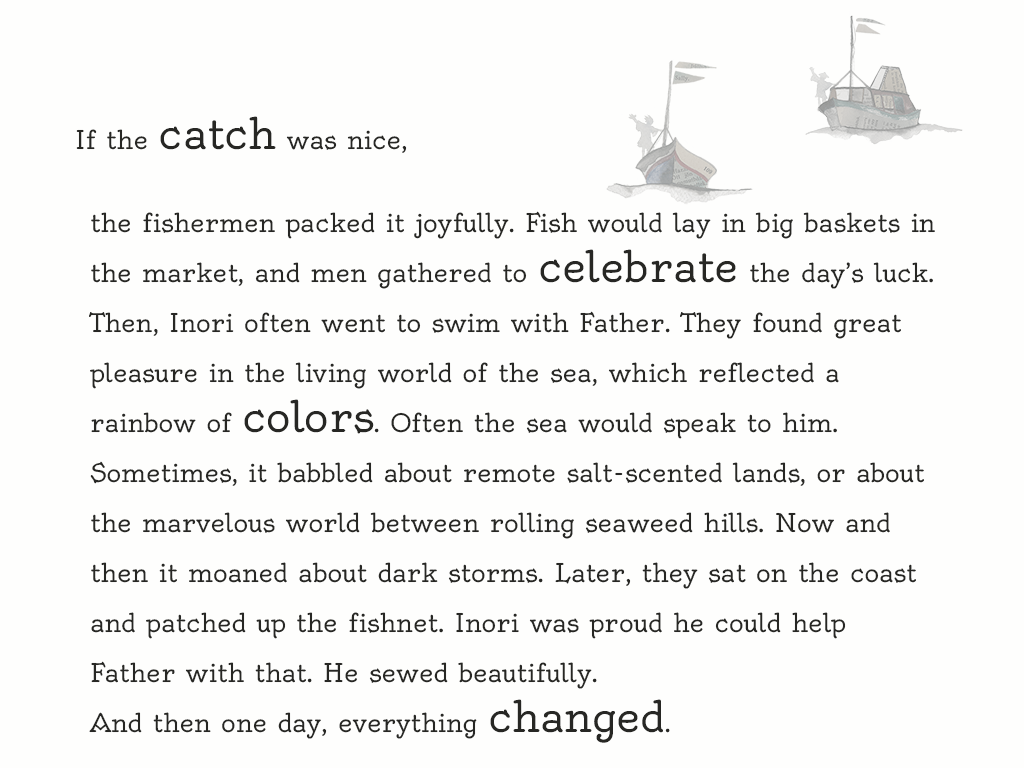 If the catch was nice,
the fishermen packed it joyfully. Fish would lay in big baskets in
the market, and men gathered to celebrate the day’s luck.
Then, Inori often went to swim with Father. They found great
pleasure in the living world of the sea, which reflected a
rainbow of colors. Often the sea would speak to him.
Sometimes, it babbled about remote salt-scented lands, or about
the marvelous world between rolling seaweed hills. Now and
then it moaned about dark storms. Later, they sat on the coast
and patched up the fishnet. Inori was proud he could help
Father with that. He sewed beautifully.
And then one day, everything changed.